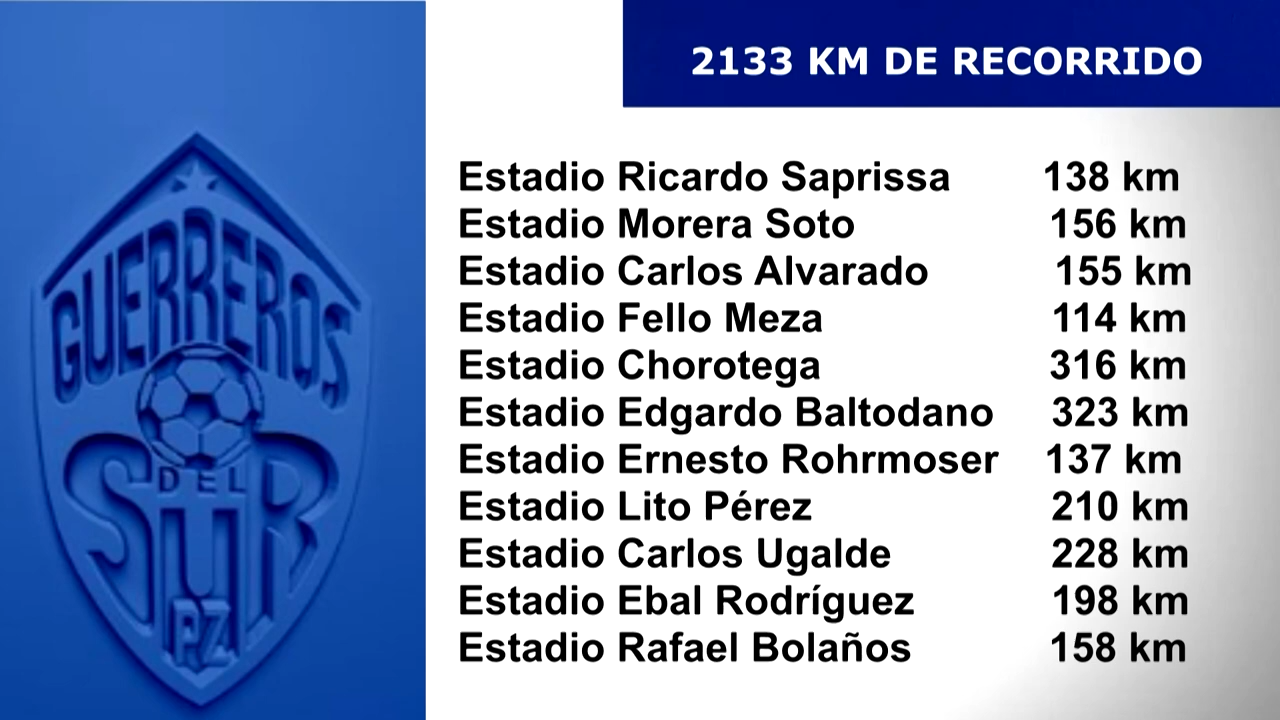 GUERREROS
DEL
SUR
PZ
2133 KM DE RECORRIDO
Estadio Ricardo Saprissa 138 km
Estadio Morera Soto 156 km
Estadio Carlos Alvarado 155 km
Estadio Fello Meza 114 km
Estadio Chorotega 316 km
Estadio Edgardo Baltodano 323 km
Estadio Ernesto Rohrmoser 137 km
Estadio Lito Pérez 210 km
Estadio Carlos Ugalde 228 km
Estadio Ebal Rodríguez 198 km
Estadio Rafael Bolaños 158 km